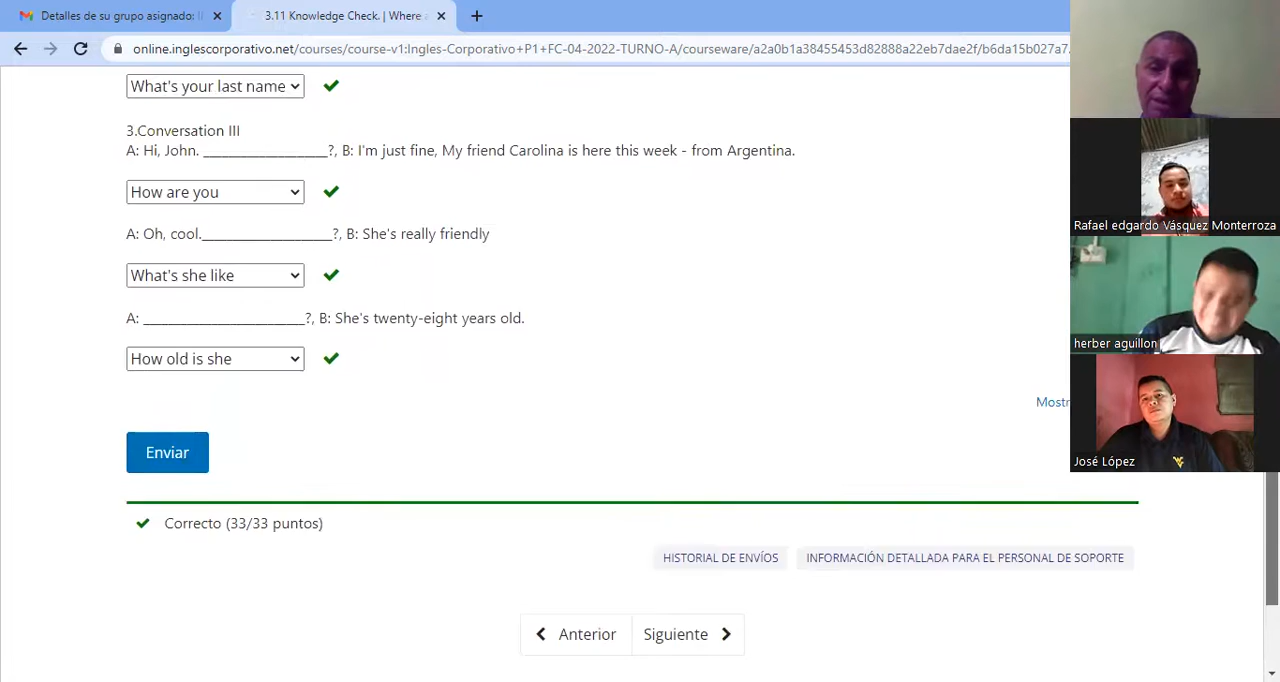 Detalles de su grupo asignado: I
3.11 Knowledge Check. | Where a
online.inglescorporativo.net/courses/course-v1:Ingles-Corporativo+P1+FC-04-2022-TURNO-A/courseware/a2a0b1a38455453d82888a22eb7dae2f/b6da15b027a7
What's your last name
3.Conversation III
A: Hi, John. ___________________?, B: I'm just fine, My friend Carolina is here this week - from Argentina.
How are you
A: Oh, cool.____________________?, B: She's really friendly
What's she like
A: _________________________?, B: She's twenty-eight years old.
How old is she
Mostr
Enviar
Correcto (33/33 puntos)
HISTORIAL DE ENVÍOS
INFORMACIÓN DETALLADA PARA EL PERSONAL DE SOPORTE
Anterior
Siguiente
Rafael edgardo Vásquez Monterroza
herber aguillon
José López